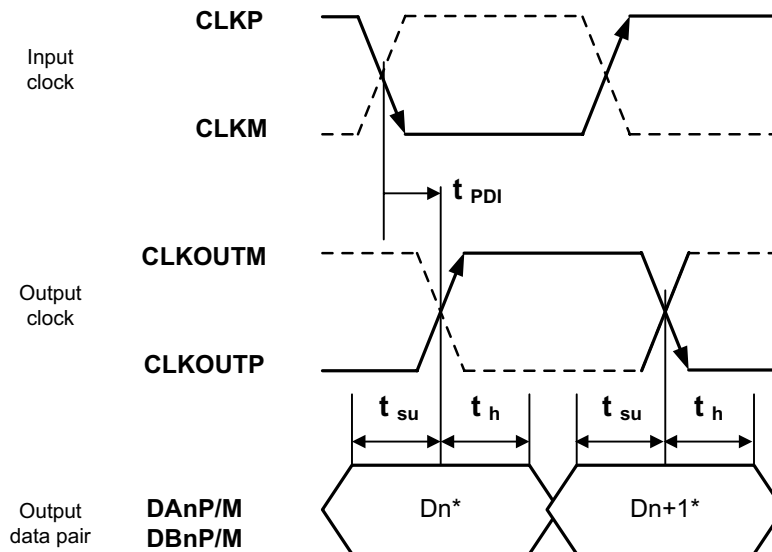 CLKP
Input
clock
CLKM
t PDI
CLKOUTM
Output
clock
CLKOUTP
t su t h t su t h
Output
data pair
DAnP/M
DBnP/M
Dn* Dn+1*